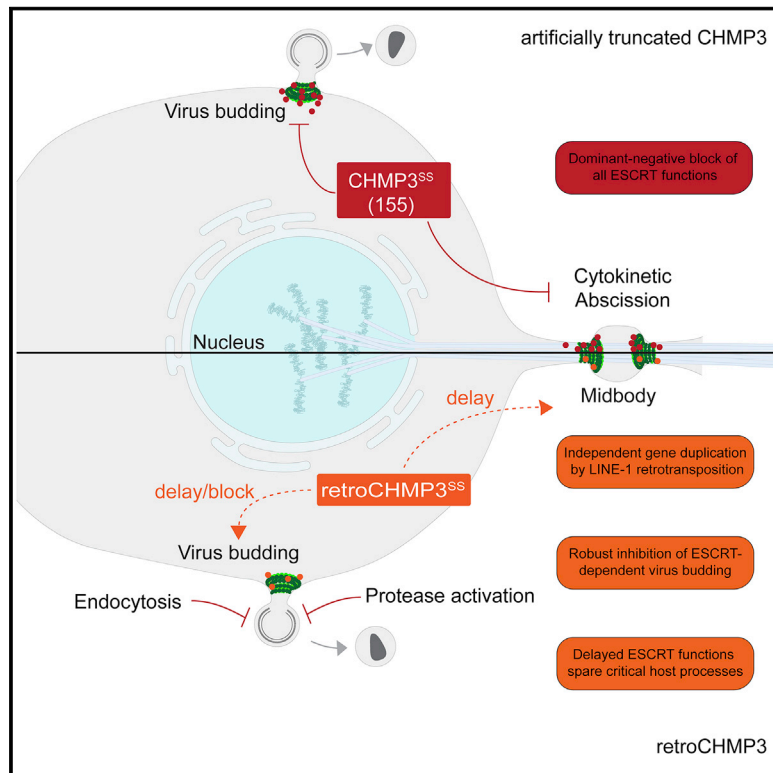 artificially truncated CHMP3
Virus budding
Dominant-negative block of
all ESCRT functions
CHMP3SS
(155)
Cytokinetic
Abscission
Nucleus
Midbody
delay
Independent gene duplication
by LINE-1 retrotransposition
delay/block
retroCHMP3SS
Virus budding
Robust inhibition of ESCRT-
dependent virus budding
Endocytosis
Protease activation
Delayed ESCRT functions
spare critical host processes
retroCHMP3